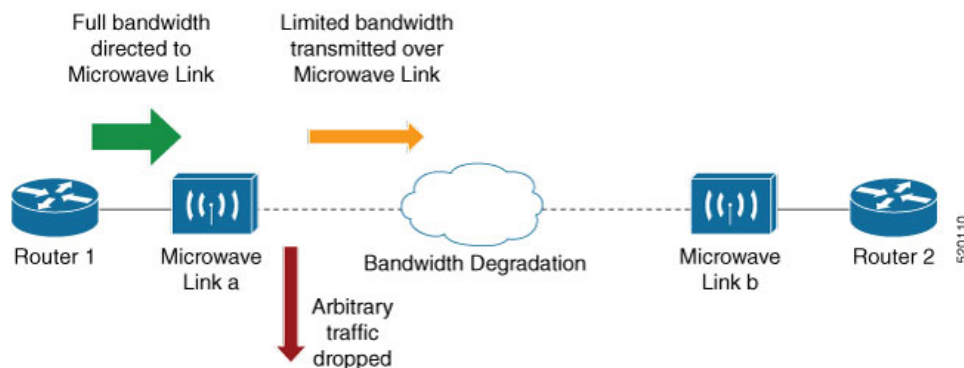 Full bandwidth
directed to
Microwave Link
Limited bandwidth
transmitted over
Microwave Link
Router 1
Microwave
Link a
Bandwidth Degradation
Microwave
Link b
Router 2
520110
Arbitrary
traffic
dropped